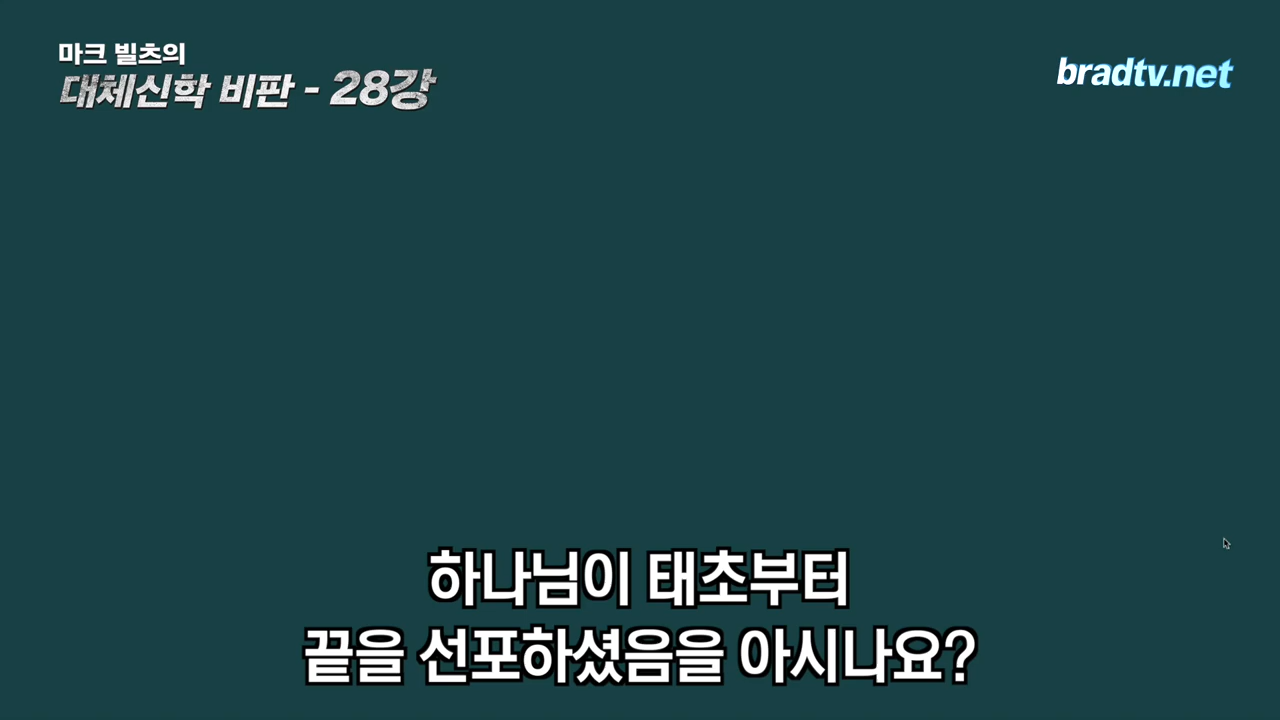 마크 빌츠의
대체신학 비판 - 28강
bradtv.net
하나님이 태초부터
끝을 선포하셨음을 아시나요?